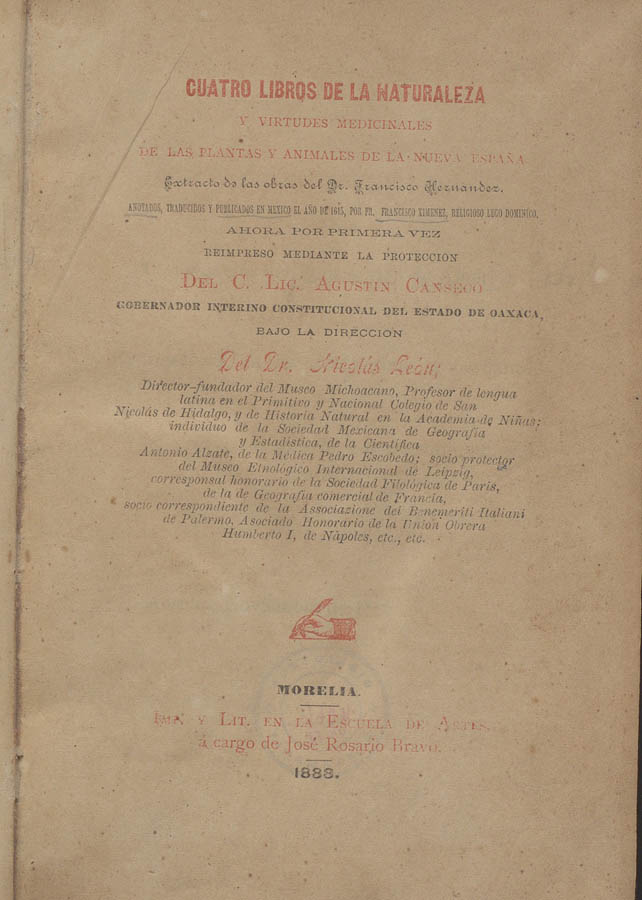 CUATRO LIBROS DE LA NATURALEZA
Y VIRTUDES MEDICINALES
DE LAS PLANTAS Y ANIMALES DE LA NUEVA ESPAÑA
Extracto de las obras del Dr. Francisco Hernandez.
ANOTADOS, TRADUCIDOS Y PUBLICADOS EN MEXICO EL AÑO DE 1615, POR FR. FRANCISCO XIMENEZ, RELIGIOSO LEGO DOMINICO.
AHORA POR PRIMERA VEZ
REIMPRESO MEDIANTE LA PROTECCION
DEL C. LIC. AGUSTIN CANSECO
GOBERNADOR INTERINO CONSTITUCIONAL DEL ESTADO DE OAXACA,
BAJO LA DIRECCION
Del Dr. Nicolás León;
Director-fundador del Museo Michoacano, Profesor de lengua
latina en el Primitivo y Nacional Colegio de San
Nicolás de Hidalgo, y de Historia Natural en la Academia de Niñas;
individuo de la Sociedad Mexicana de Geografía
y Estadística, de la Científica
Antonio Alzate, de la Médica Pedro Escobedo; socio protector
del Museo Etnológico Internacional de Leipzig,
corresponsal honorario de la Sociedad Filológica de Paris,
de la de Geografía comercial de Francia,
socio correspondiente de la Associazione dei Benemeriti Italiani
de Palermo, Asociado Honorario de la Union Obrera
Humberto I, de Nàpoles, etc., etc.
MORELIA.
IMP. Y LIT. EN LA ESCUELA DE ARTES,
á cargo de José Rosario Bravo.
1888.